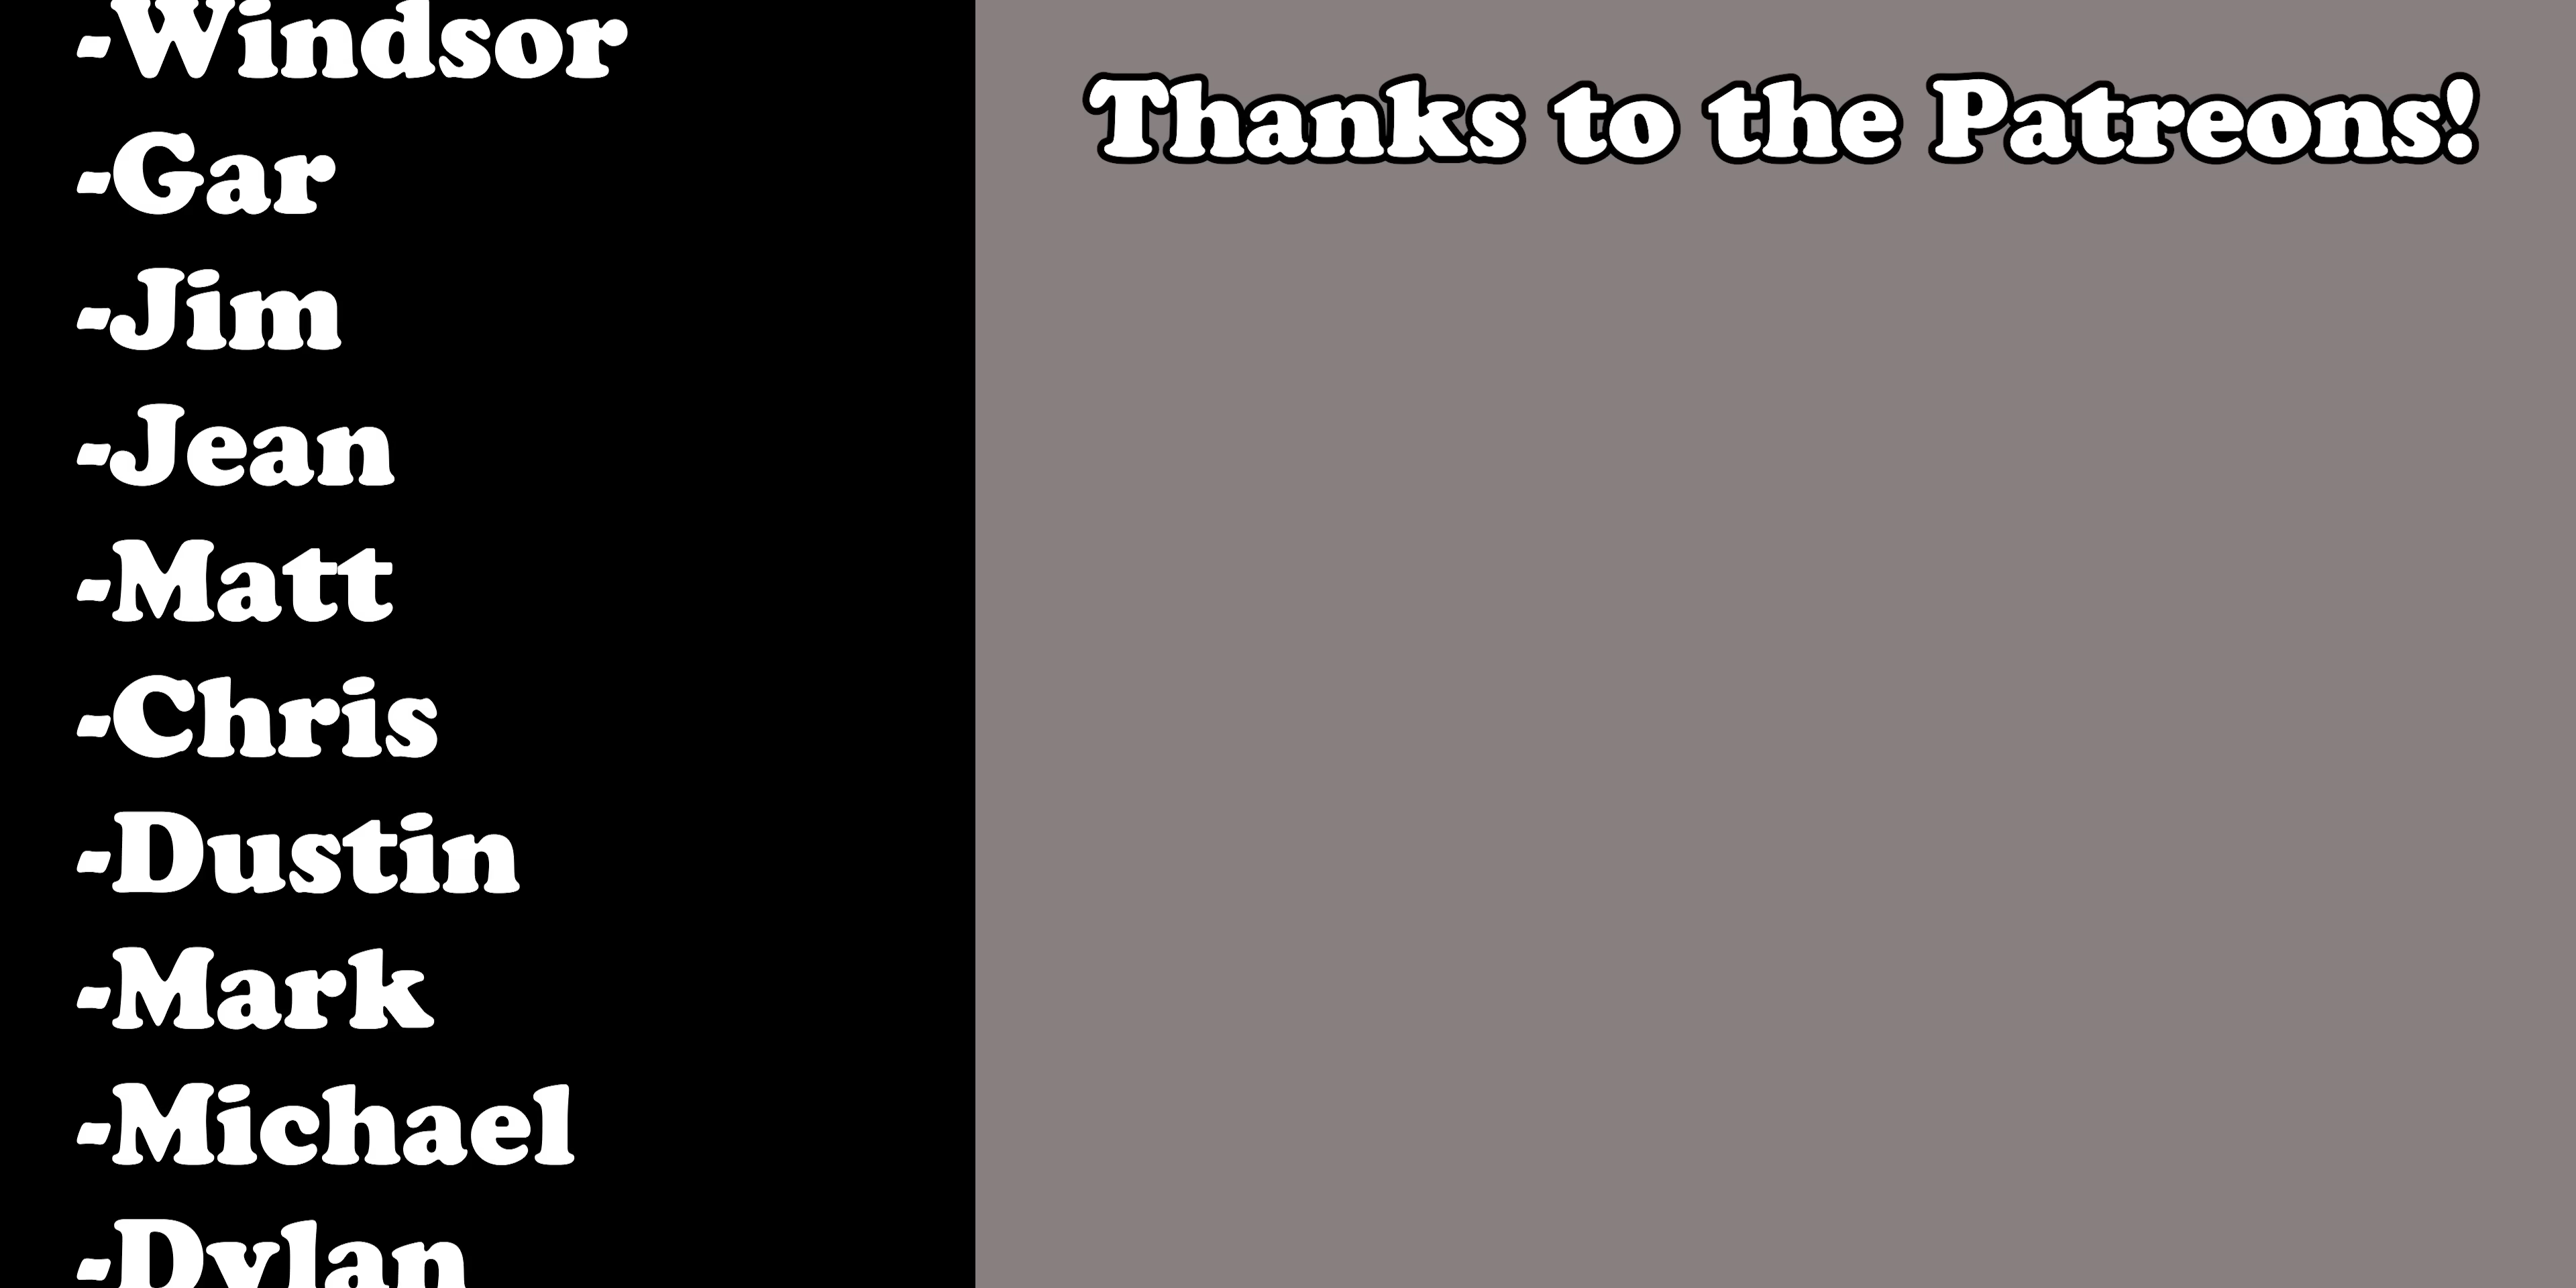 -Windsor
-Gar
-Jim
-Jean
-Matt
-Chris
-Dustin
-Mark
-Michael
-Dylan
Thanks to the Patreons!